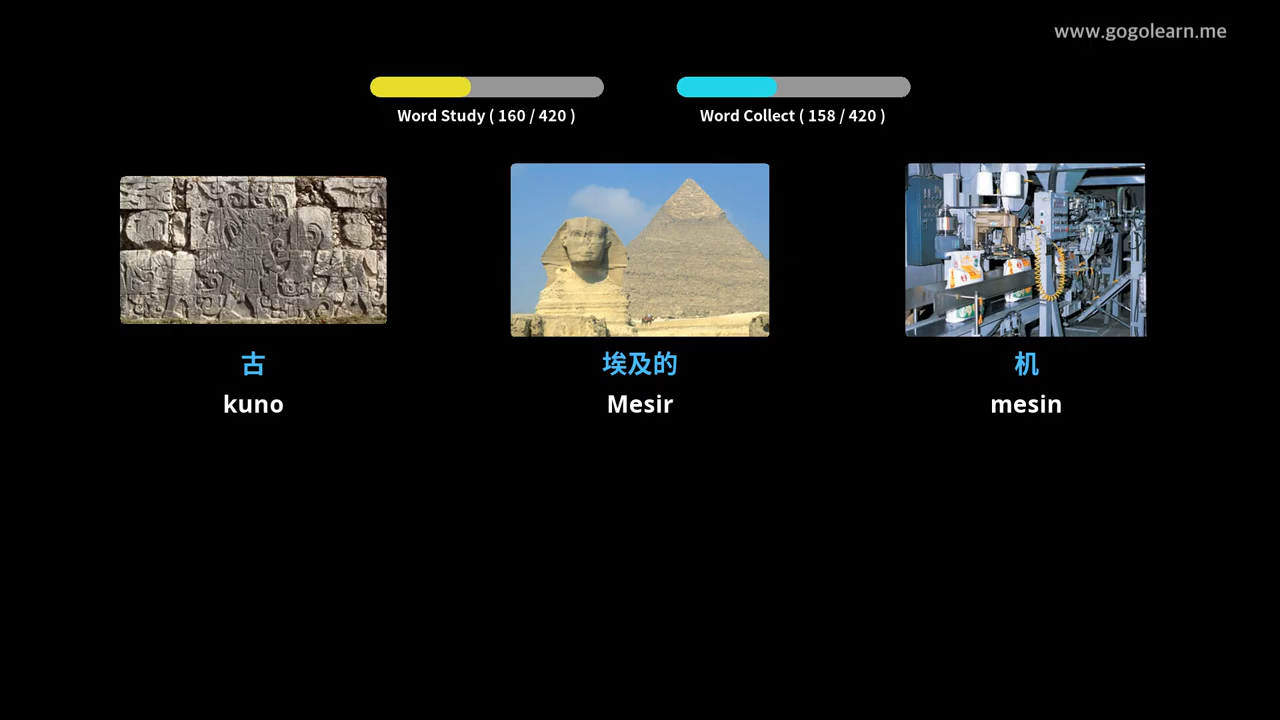 www.gogolearn.me
Word Study ( 160 / 420 )
Word Collect ( 158 / 420 )
古
kuno
埃及的
Mesir
机
mesin